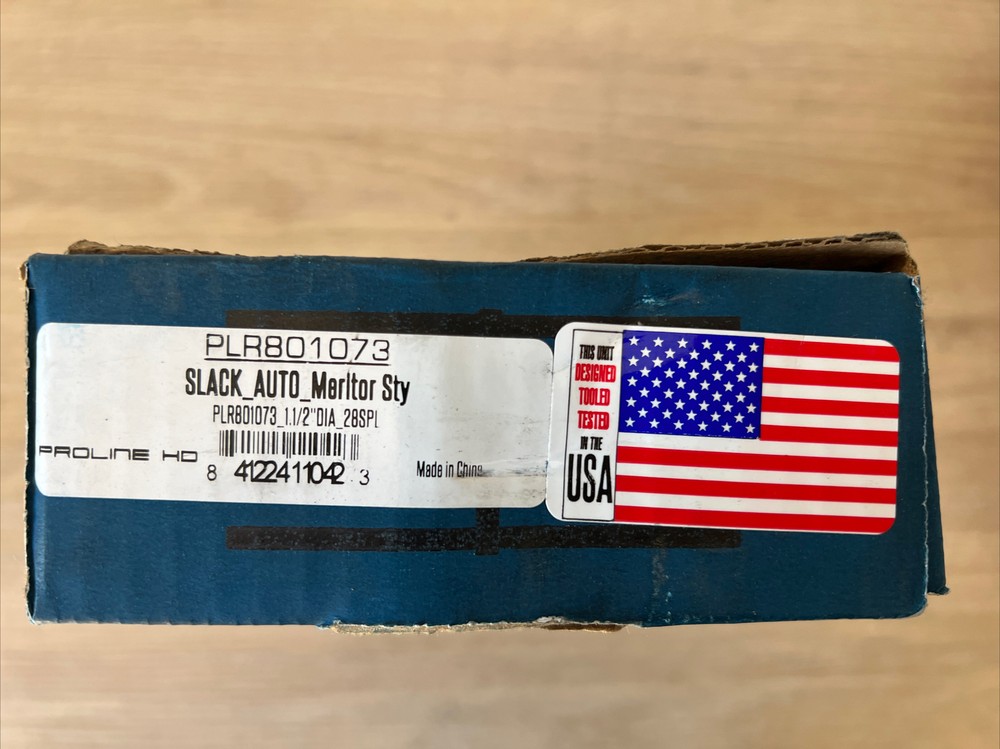 PLR801073
SLACK_AUTO_Meritor Sty
PLR801073_1.1/2"DIA_28SPL
PROLINE HD
8 4122411042 3
Made in China
THIS UNIT
DESIGNED
TOOLED
TESTED
IN THE
USA